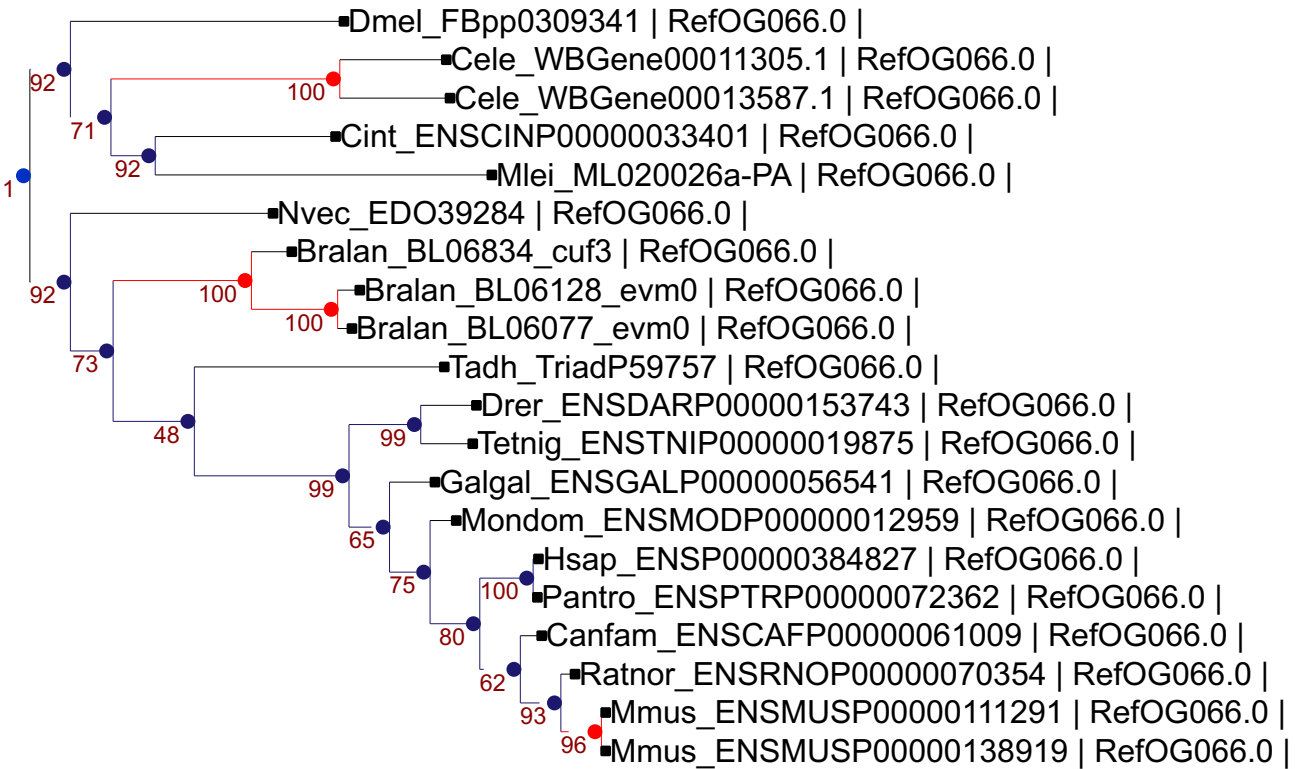 Dmel_FBpp0309341 | RefOG066.0 |
Cele_WBGene00011305.1 | RefOG066.0 |
92
100
Cele_WBGene00013587.1 | RefOG066.0 |
71
Cint_ENSCINP00000033401 | RefOG066.0 |
92
Mlei_ML020026a-PA | RefOG066.0 |
1
Nvec_EDO39284 | RefOG066.0 |
Bralan_BL06834_cuf3 | RefOG066.0 |
92
100
Bralan_BL06128_evm0 | RefOG066.0 |
100
Bralan_BL06077_evm0 | RefOG066.0 |
73
Tadh_TriadP59757 | RefOG066.0 |
Drer_ENSDARP00000153743 | RefOG066.0 |
48
99
Tetnig_ENSTNIP00000019875 | RefOG066.0 |
99
Galgal_ENSGALP00000056541 | RefOG066.0 |
Mondom_ENSMODP00000012959 | RefOG066.0 |
65
Hsap_ENSP00000384827 | RefOG066.0 |
75
100
Pantro_ENSPTRP00000072362 | RefOG066.0 |
80
Canfam_ENSCAFP00000061009 | RefOG066.0 |
62
Ratnor_ENSRNOP00000070354 | RefOG066.0 |
93
Mmus_ENSMUSP00000111291 | RefOG066.0 |
96
Mmus_ENSMUSP00000138919 | RefOG066.0 |